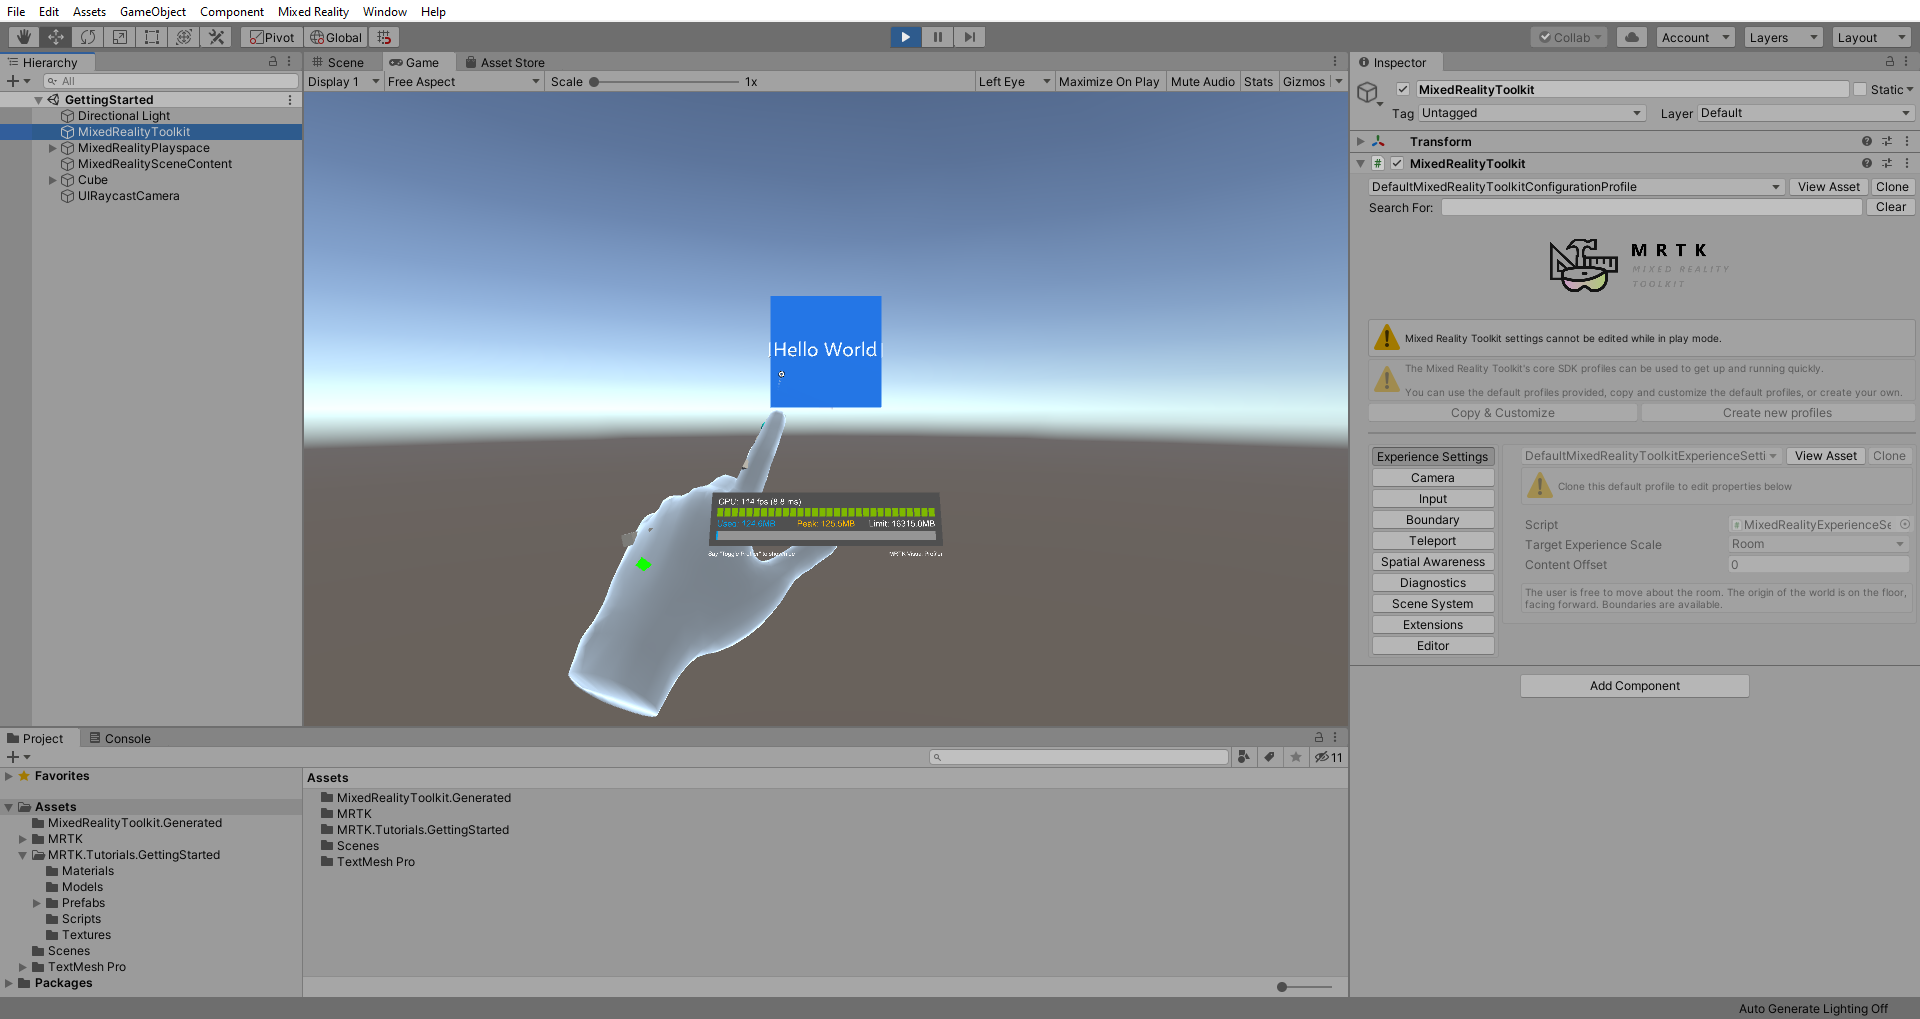 File Edit Assets GameObject Component Mixed Reality Window Help
Pivot Global Collab Account Layers Layout
Hierarchy
All
GettingStarted
Directional Light
MixedRealityToolkit
MixedRealityPlayspace
MixedRealitySceneContent
Cube
UIRaycastCamera
Scene Game Asset Store
Display 1 Free Aspect Scale 1x Left Eye Maximize On Play Mute Audio Stats Gizmos
Hello World
CPU: 114 fps (8.8 ms)
Used: 124.6MB Peak: 125.5MB Limit: 16315.0MB
MRTK Visual Profiler
Inspector
MixedRealityToolkit Static
Tag Untagged Layer Default
Transform
MixedRealityToolkit
DefaultMixedRealityToolkitConfigurationProfile View Asset Clone
Search For: Clear
MRTK
MIXED REALITY
TOOLKIT
Mixed Reality Toolkit settings cannot be edited while in play mode.
The Mixed Reality Toolkit's core SDK profiles can be used to get up and running quickly.
You can use the default profiles provided, copy and customize the default profiles, or create your own.
Copy & Customize Create new profiles
Experience Settings
Camera
Input
Boundary
Teleport
Spatial Awareness
Diagnostics
Scene System
Extensions
Editor
DefaultMixedRealityToolkitExperienceSetti View Asset Clone
Clone this default profile to edit properties below
Script MixedRealityExperienceSe
Target Experience Scale Room
Content Offset 0
The user is free to move about the room. The origin of the world is on the floor,
facing forward. Boundaries are available.
Add Component
Project Console
11
Favorites
Assets
MixedRealityToolkit.Generated
MRTK
MRTK.Tutorials.GettingStarted
Materials
Models
Prefabs
Scripts
Textures
Scenes
TextMesh Pro
Packages
Assets
MixedRealityToolkit.Generated
MRTK
MRTK.Tutorials.GettingStarted
Scenes
TextMesh Pro
Auto Generate Lighting Off